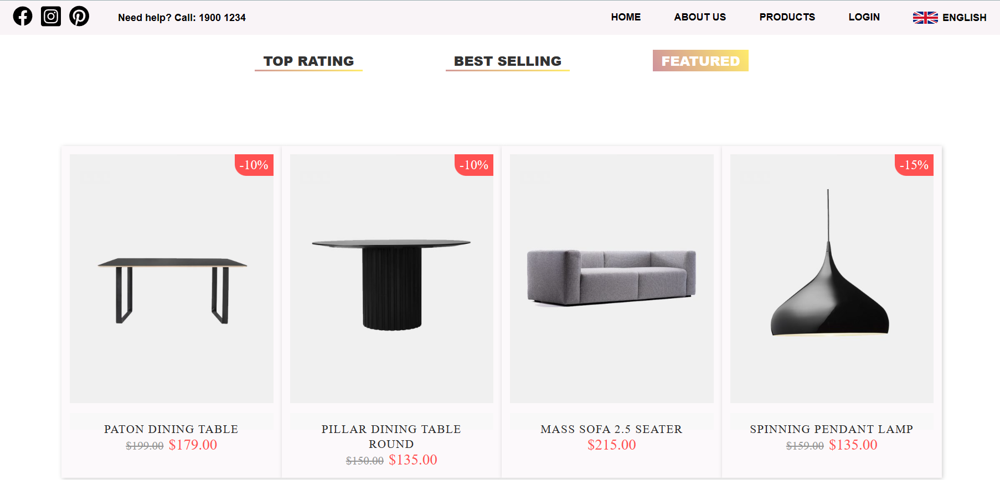 Need help? Call: 1900 1234
HOME
ABOUT US
PRODUCTS
LOGIN
ENGLISH
TOP RATING
BEST SELLING
FEATURED
-10%
-10%
-15%
PATON DINING TABLE
$199.00 $179.00
PILLAR DINING TABLE
ROUND
$150.00 $135.00
MASS SOFA 2.5 SEATER
$215.00
SPINNING PENDANT LAMP
$159.00 $135.00